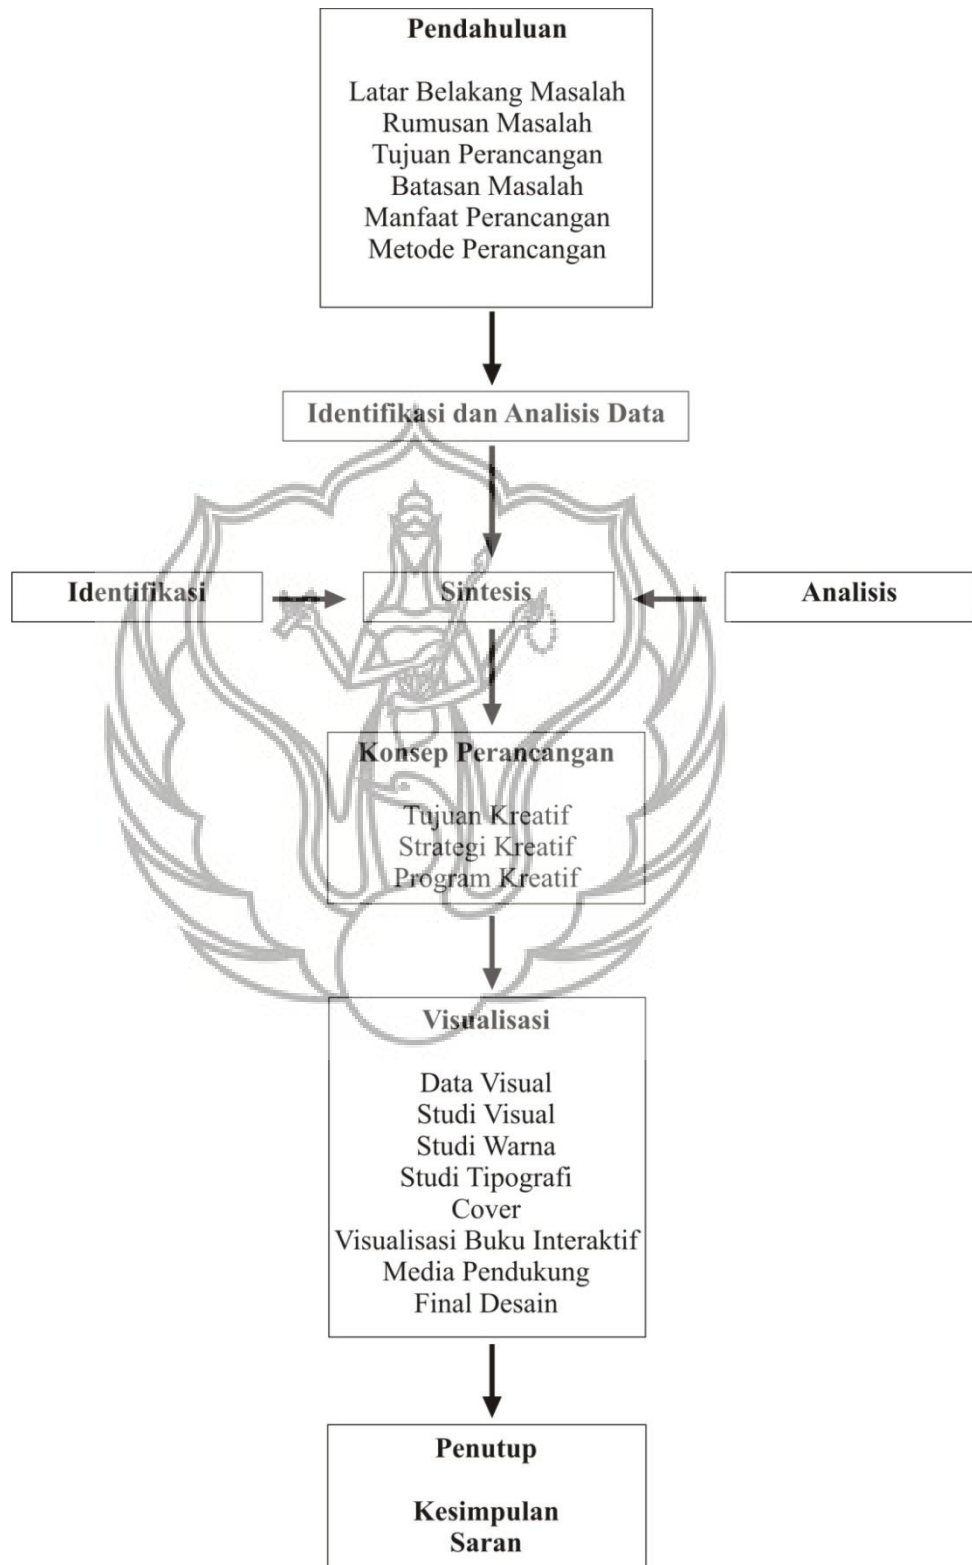 Pendahuluan
Latar Belakang Masalah
Rumusan Masalah
Tujuan Perancangan
Batasan Masalah
Manfaat Perancangan
Metode Perancangan
Identifikasi dan Analisis Data
Identifikasi
Sintesis
Analisis
Konsep Perancangan
Tujuan Kreatif
Strategi Kreatif
Program Kreatif
Visualisasi
Data Visual
Studi Visual
Studi Warna
Studi Tipografi
Cover
Visualisasi Buku Interaktif
Media Pendukung
Final Desain
Penutup
Kesimpulan
Saran